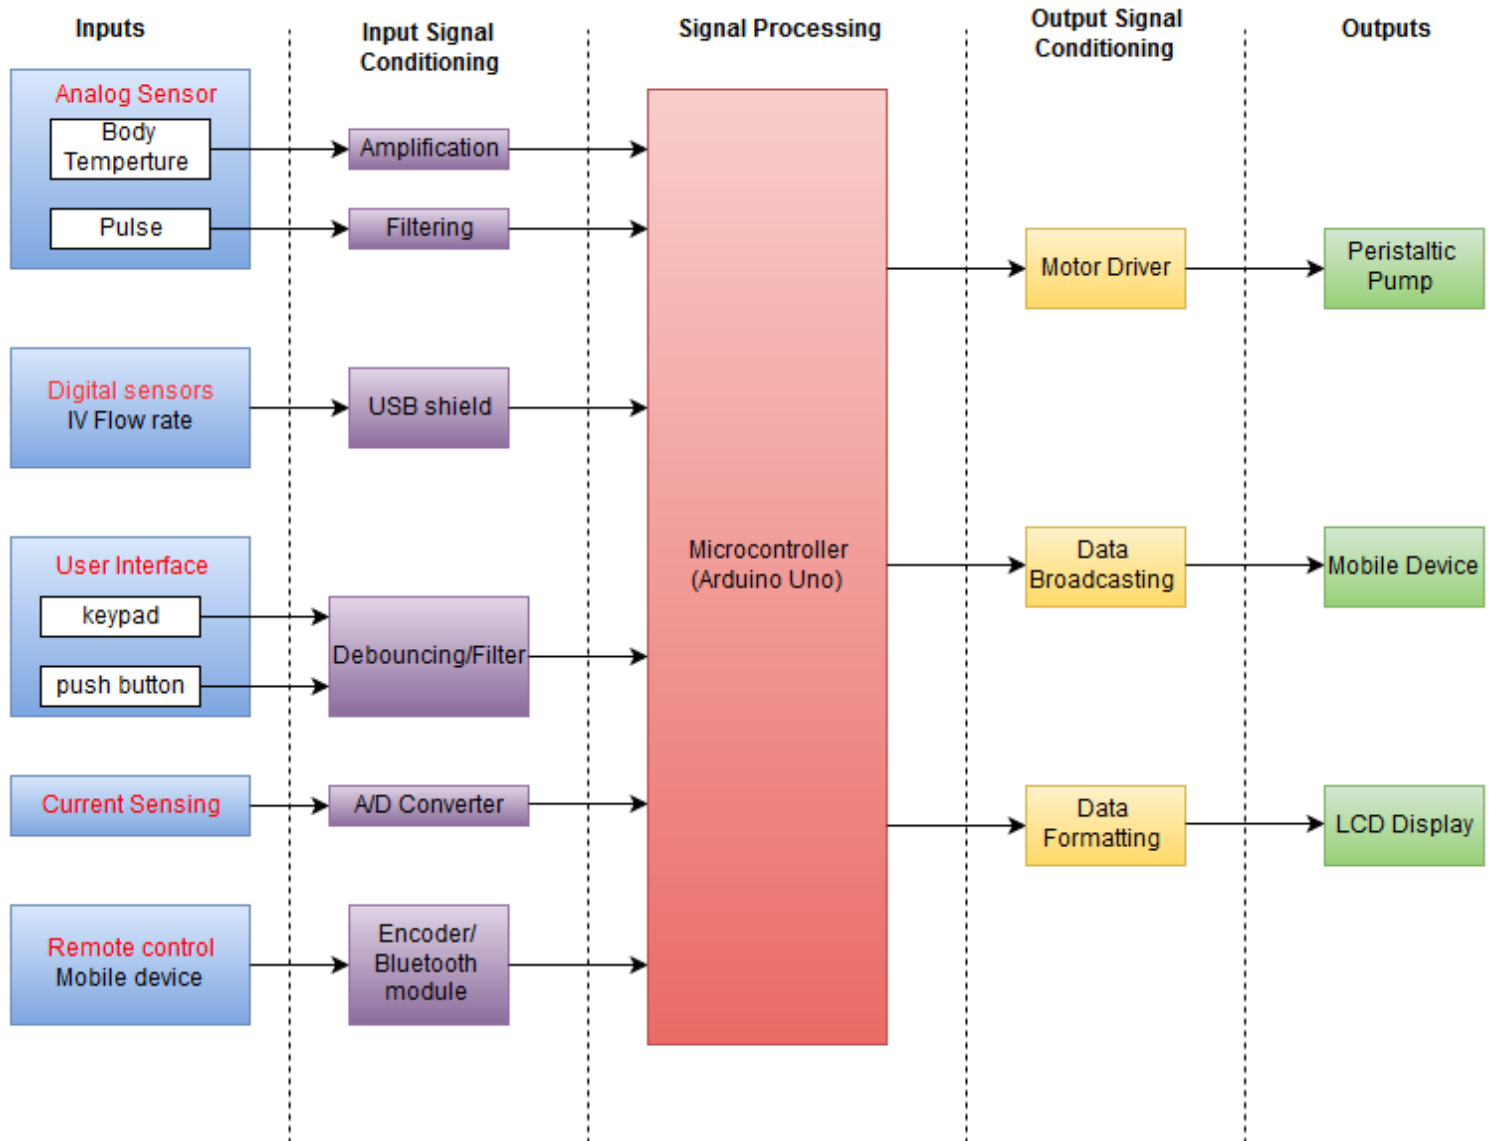 Inputs
Input Signal
Conditioning
Signal Processing
Output Signal
Conditioning
Outputs
Analog Sensor
Body
Temperture
Pulse
Amplification
Filtering
Digital sensors
IV Flow rate
USB shield
User Interface
keypad
push button
Debouncing/Filter
Current Sensing
A/D Converter
Remote control
Mobile device
Encoder/
Bluetooth
module
Microcontroller
(Arduino Uno)
Motor Driver
Peristaltic
Pump
Data
Broadcasting
Mobile Device
Data
Formatting
LCD Display